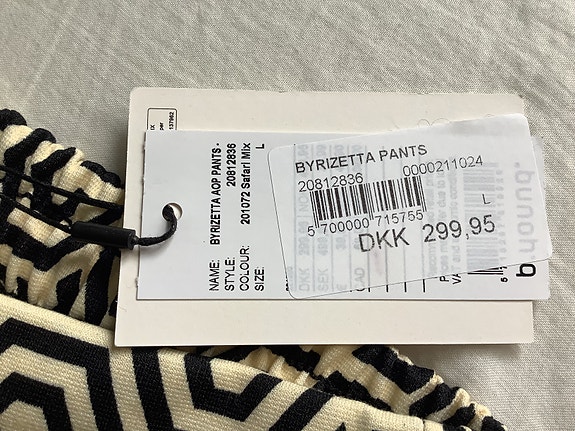 BYRIZETTA PANTS
20812836 0000211024
5 700000 715755
L
DKK 299,95
NAME: BYRIZETTA AOP PANTS -
STYLE: 20812836
COLOUR: 201072 Safari Mix
SIZE: L
b.young.